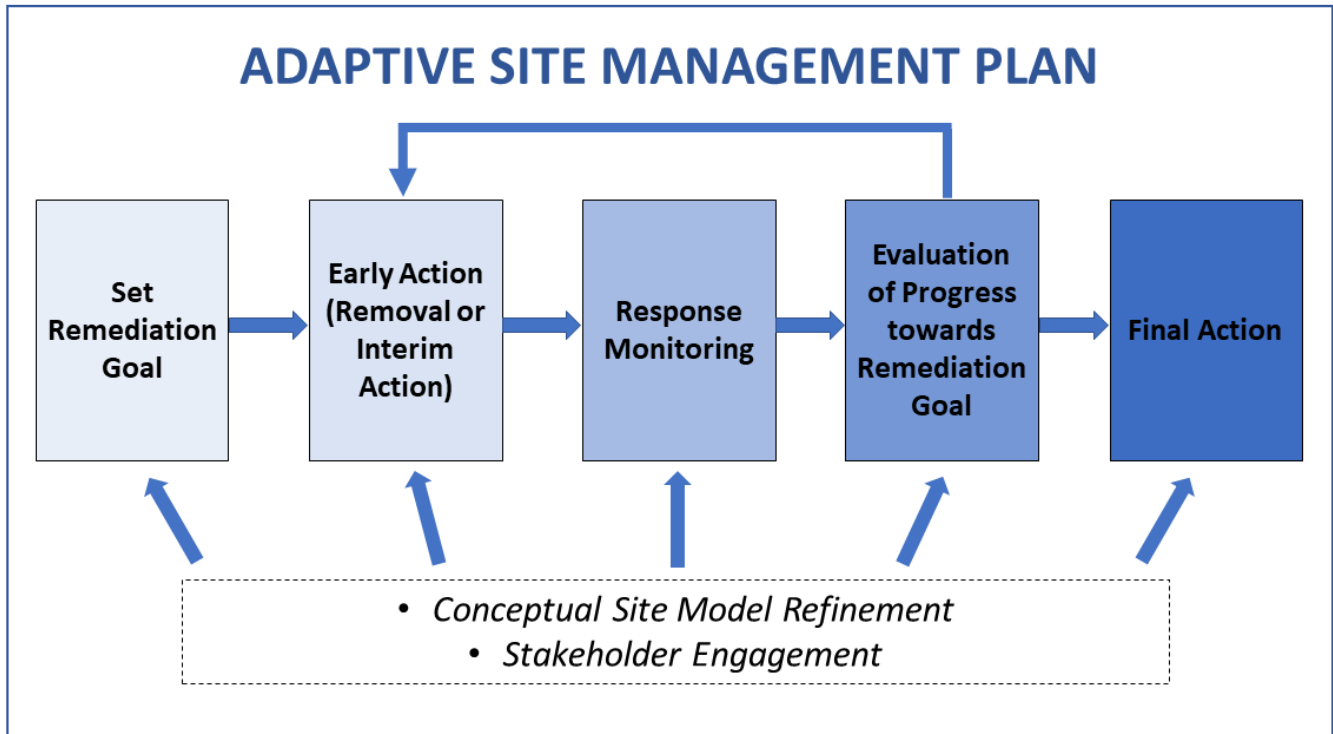 ADAPTIVE SITE MANAGEMENT PLAN
Set
Remediation
Goal
Early Action
(Removal or
Interim
Action)
Response
Monitoring
Evaluation
of Progress
towards
Remediation
Goal
Final Action
• Conceptual Site Model Refinement
• Stakeholder Engagement